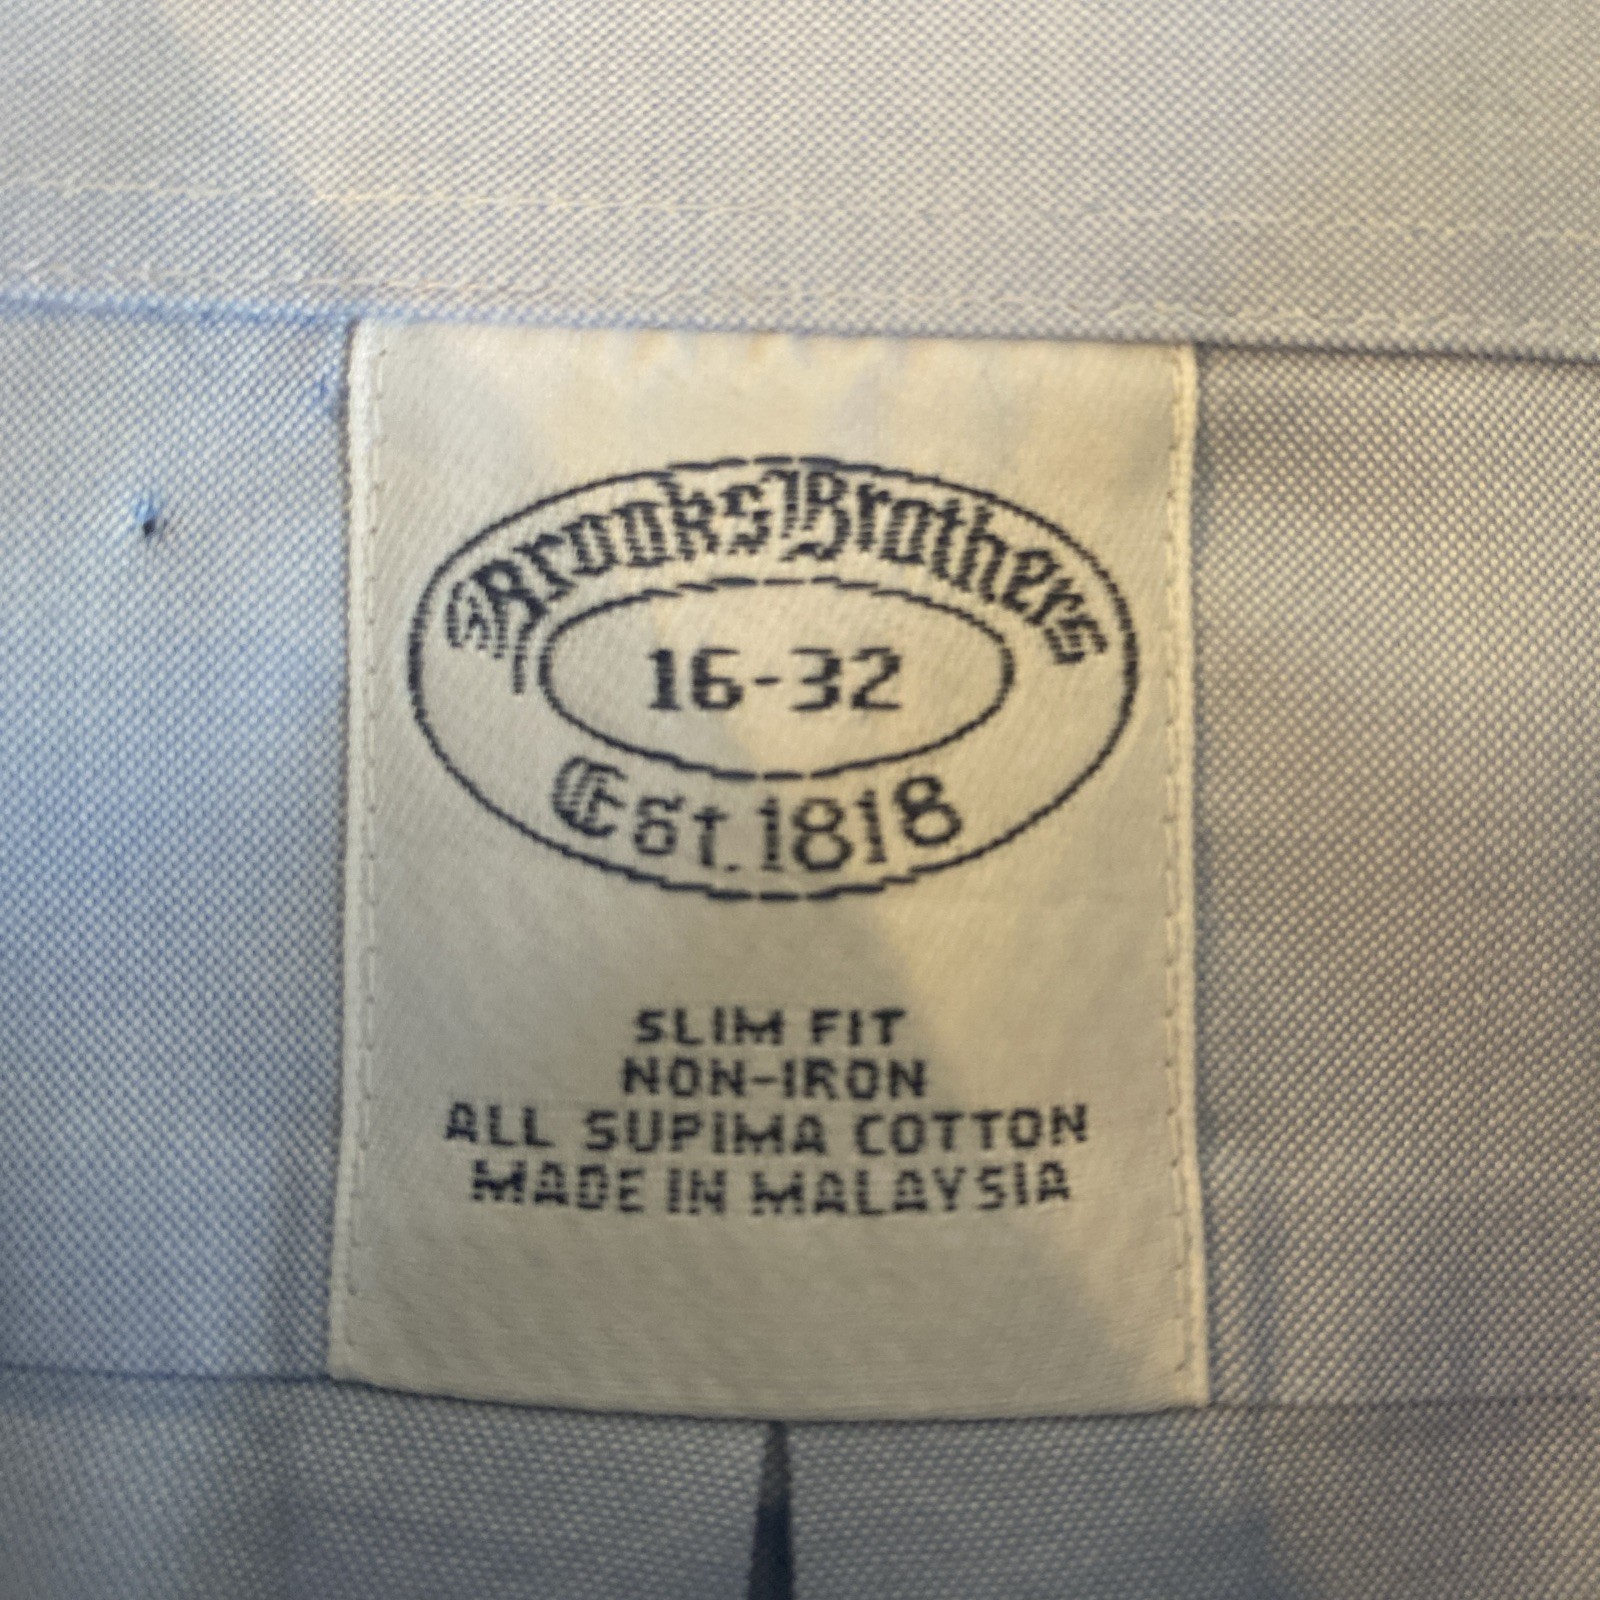 Brooks Brothers
16-32
Est. 1818
SLIM FIT
NON-IRON
ALL SUPIMA COTTON
MADE IN MALAYSIA